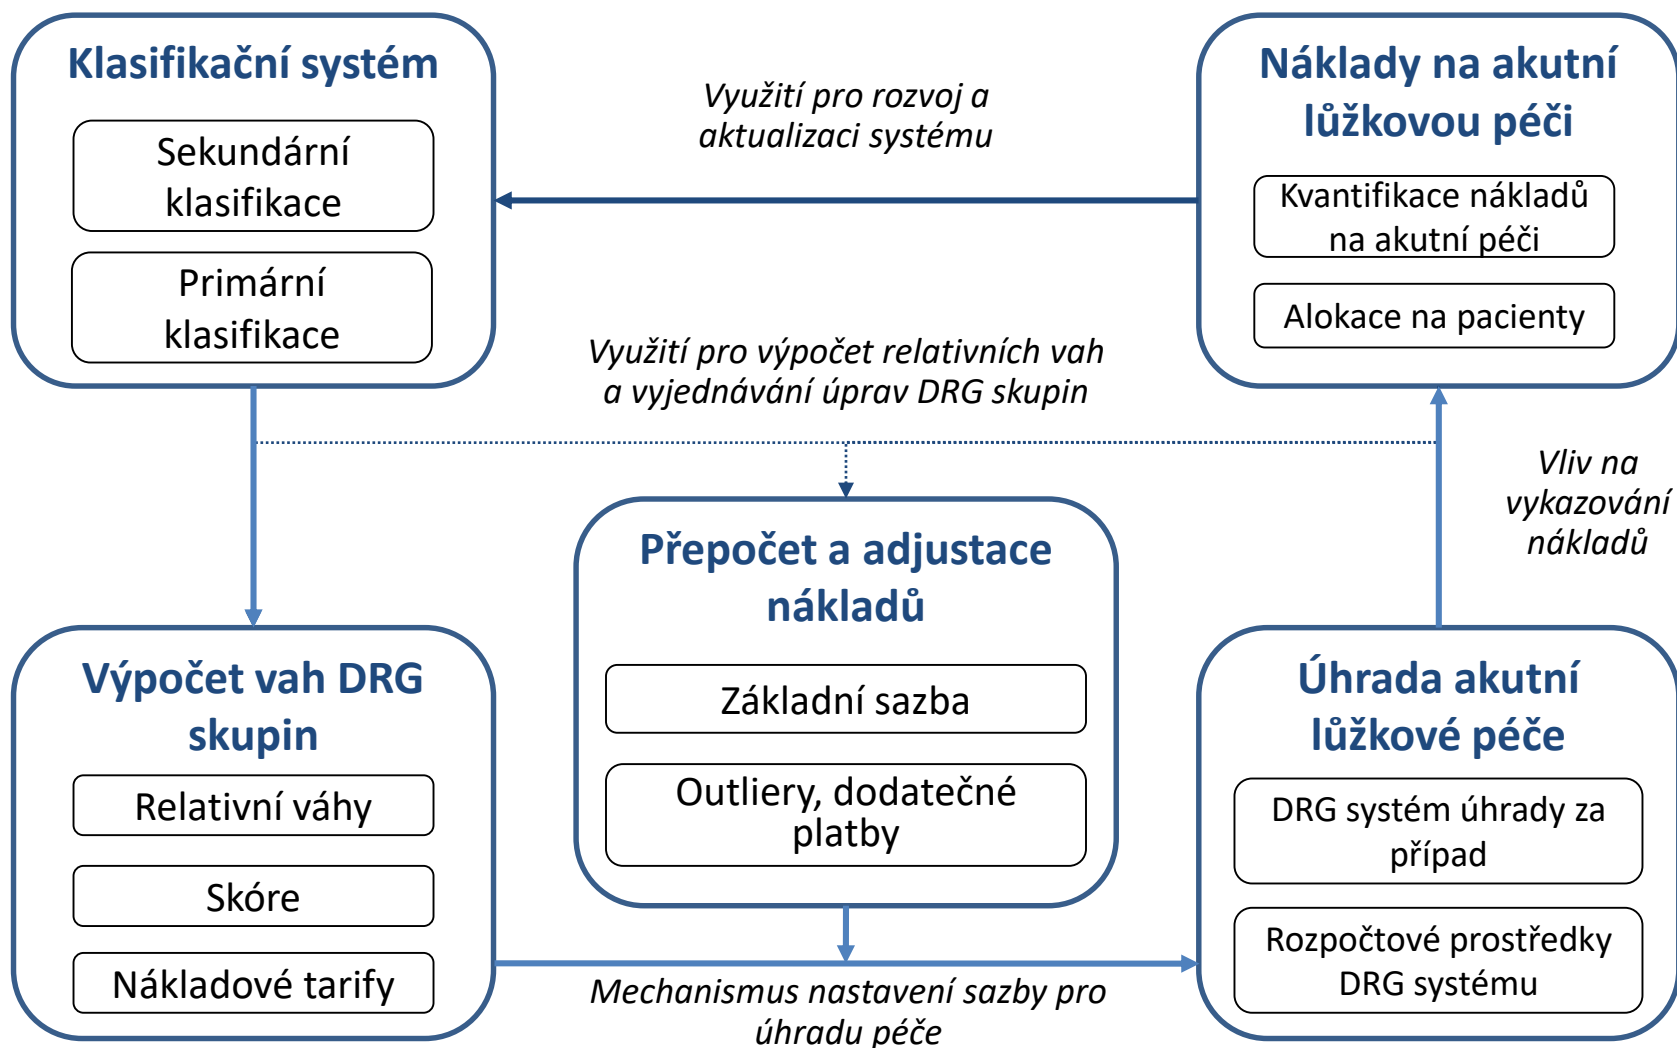 Klasifikační systém
Sekundární
klasifikace
Primární
klasifikace
Využití pro rozvoj a
aktualizaci systému
Náklady na akutní
lůžkovou péči
Kvantifikace nákladů
na akutní péči
Alokace na pacienty
Využití pro výpočet relativních vah
a vyjednávání úprav DRG skupin
Vliv na
vykazování
nákladů
Přepočet a adjustace
nákladů
Základní sazba
Outliery, dodatečné
platby
Výpočet vah DRG
skupin
Relativní váhy
Skóre
Nákladové tarify
Úhrada akutní
lůžkové péče
DRG systém úhrady za
případ
Rozpočtové prostředky
DRG systému
Mechanismus nastavení sazby pro
úhradu péče